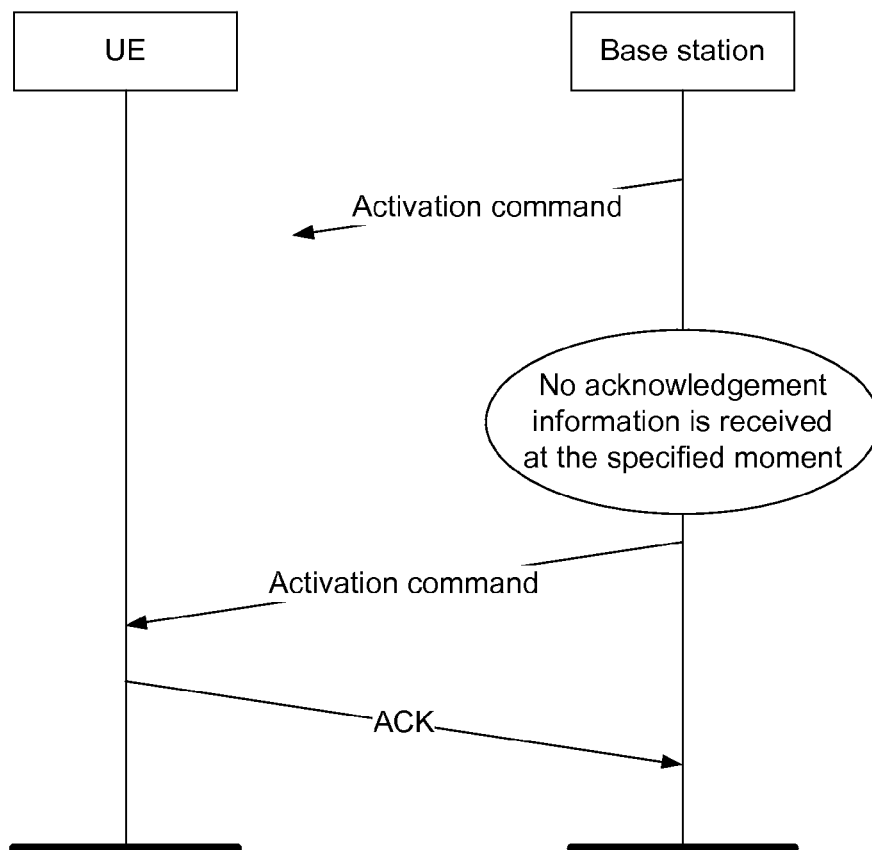 UE
Base station
Activation command
No acknowledgement
information is received
at the specified moment
Activation command
ACK